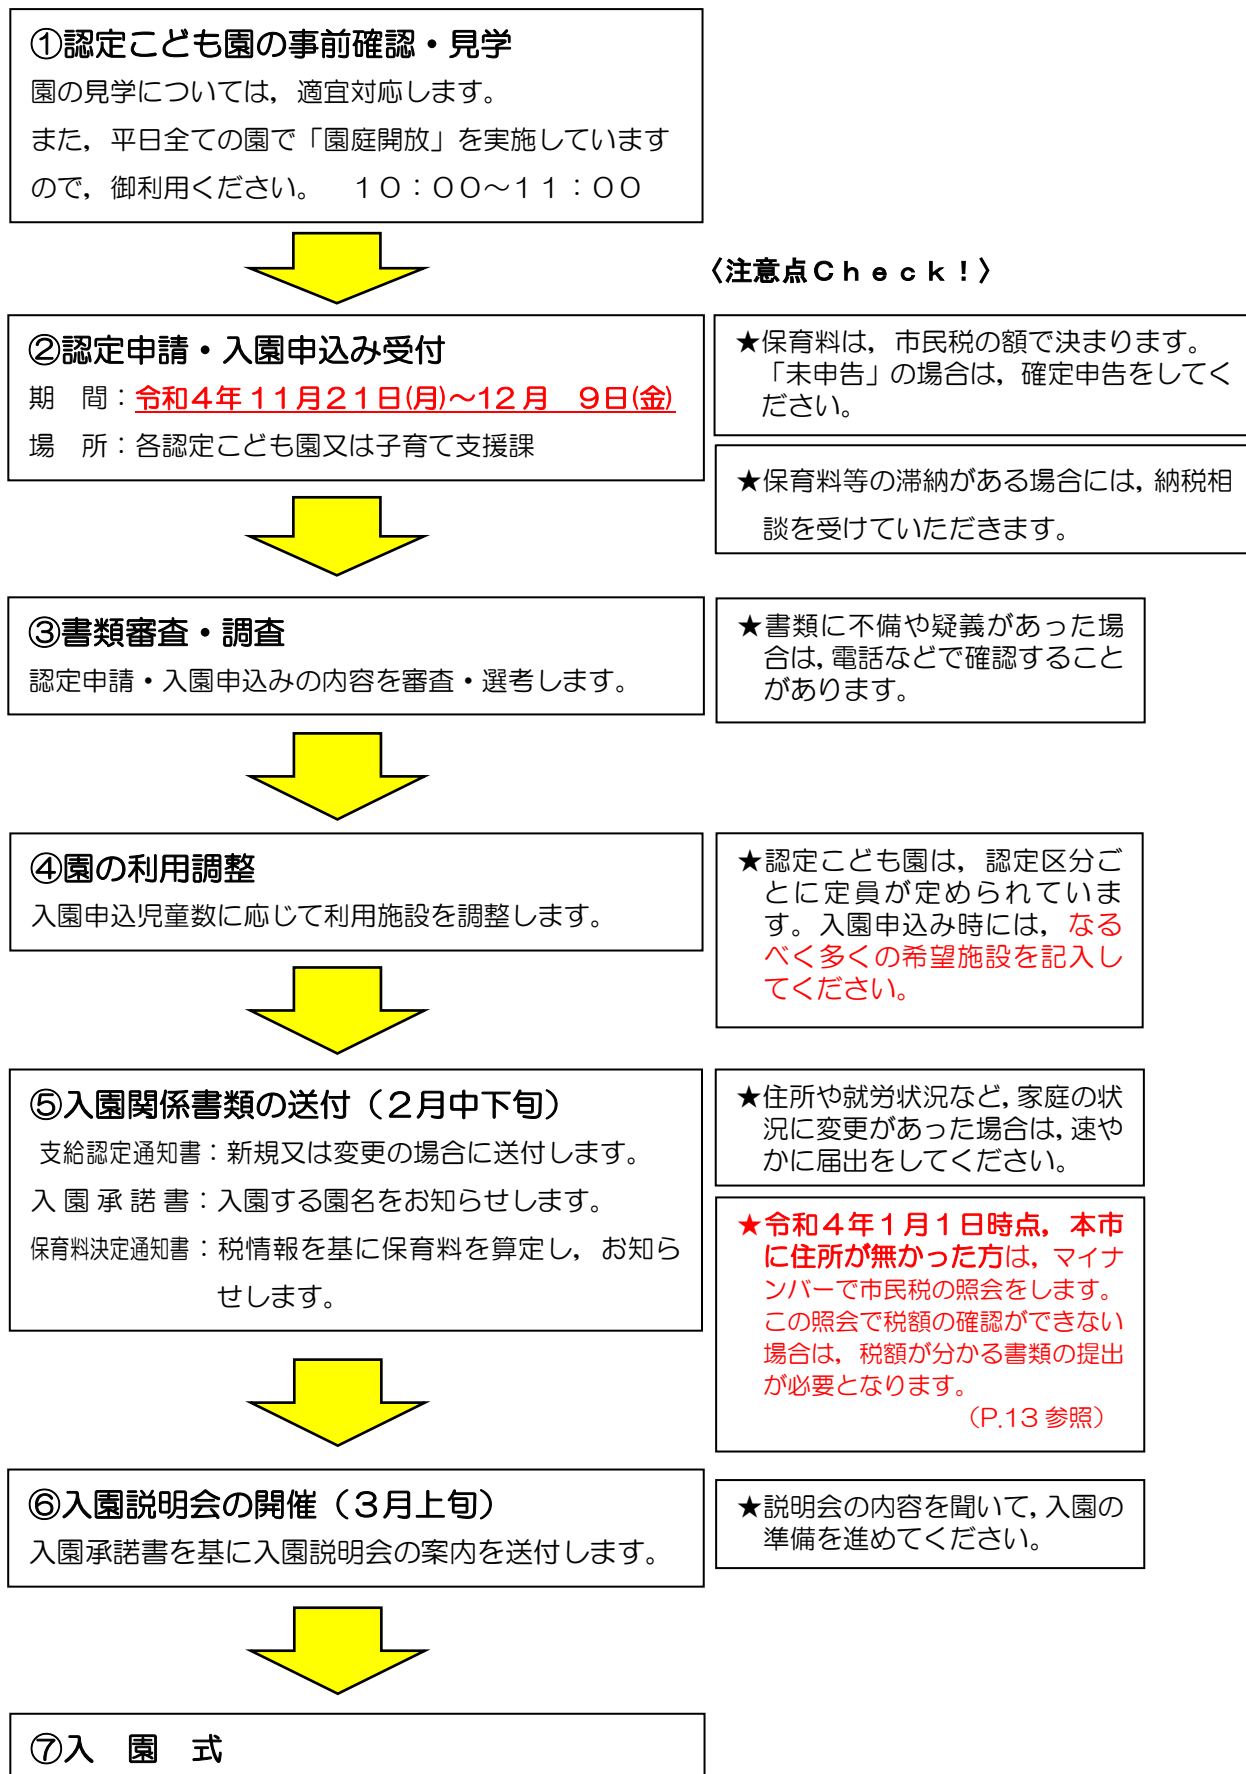 ①認定こども園の事前確認・見学
園の見学については，適宜対応します。
また，平日全ての園で「園庭開放」を実施しています
ので，御利用ください。　１０：００～１１：００
〈注意点Ｃｈｅｃｋ！〉
②認定申請・入園申込み受付
期　間：令和４年１１月２１日(月)～１２月　９日(金)
場　所：各認定こども園又は子育て支援課
★保育料は，市民税の額で決まります。
「未申告」の場合は，確定申告をしてく
ださい。
★保育料等の滞納がある場合には，納税相
談を受けていただきます。
③書類審査・調査
認定申請・入園申込みの内容を審査・選考します。
★書類に不備や疑義があった場
合は，電話などで確認すること
があります。
④園の利用調整
入園申込児童数に応じて利用施設を調整します。
★認定こども園は，認定区分ご
とに定員が定められていま
す。入園申込み時には，なる
べく多くの希望施設を記入し
てください。
⑤入園関係書類の送付（２月中下旬）
支給認定通知書：新規又は変更の場合に送付します。
入 園 承 諾 書：入園する園名をお知らせします。
保育料決定通知書：税情報を基に保育料を算定し，お知ら
せします。
★住所や就労状況など，家庭の状
況に変更があった場合は，速や
かに届出をしてください。
★令和４年１月１日時点，本市
に住所が無かった方は，マイナ
ンバーで市民税の照会をします。
この照会で税額の確認ができない
場合は，税額が分かる書類の提出
が必要となります。
（P.13 参照）
⑥入園説明会の開催（３月上旬）
入園承諾書を基に入園説明会の案内を送付します。
★説明会の内容を聞いて，入園の
準備を進めてください。
⑦入　園　式